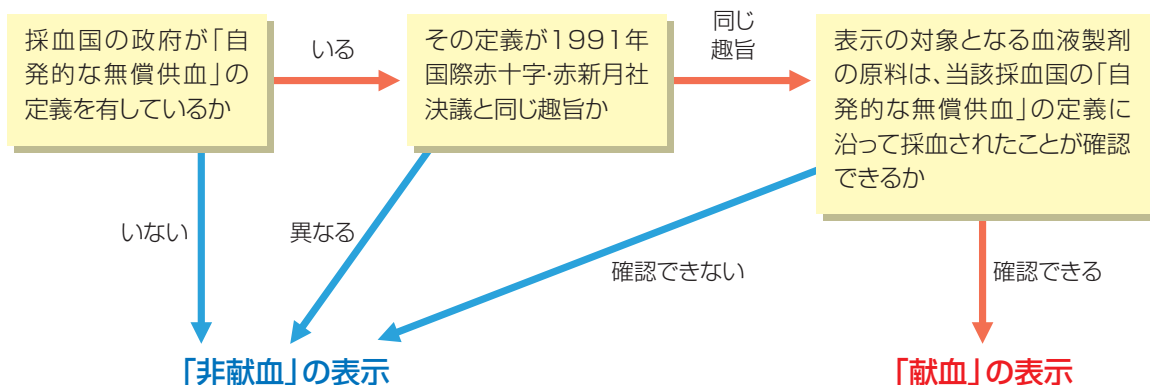 採血国の政府が「自
発的な無償供血」の
定義を有しているか
いる
その定義が1991年
国際赤十字・赤新月社
決議と同じ趣旨か
同じ
趣旨
表示の対象となる血液製剤
の原料は、当該採血国の「自
発的な無償供血」の定義に
沿って採血されたことが確認
できるか
いない
異なる
確認できない
確認できる
「非献血」の表示
「献血」の表示